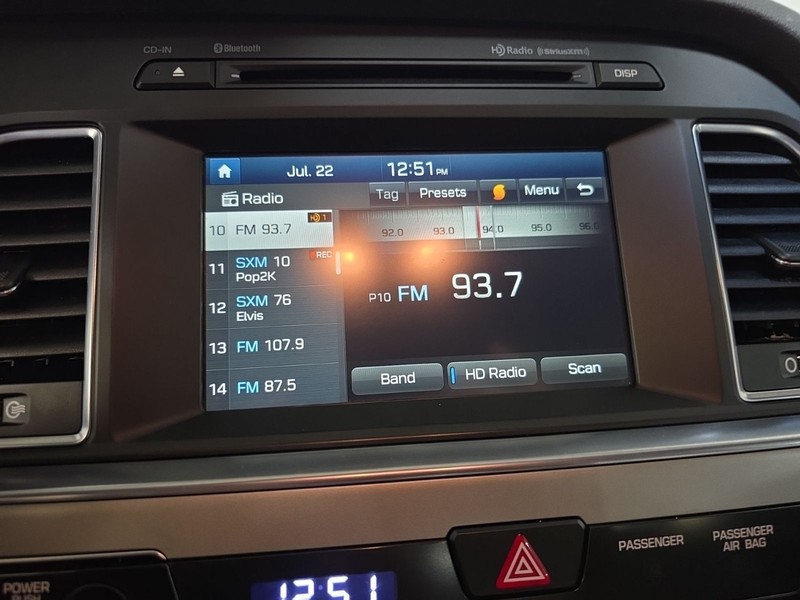 CD-IN Bluetooth HD Radio ((SiriusXM))
DISP
Jul. 22 12:51 PM
Radio Tag Presets Menu
10 FM 93.7 HD 1
92.0 93.0 94.0 95.0 96.0
11 SXM 10 REC
Pop2K
12 SXM 76
Elvis
P10 FM 93.7
13 FM 107.9
14 FM 87.5
Band HD Radio Scan
PASSENGER
PASSENGER
AIR BAG
POWER
PUSH
12:51